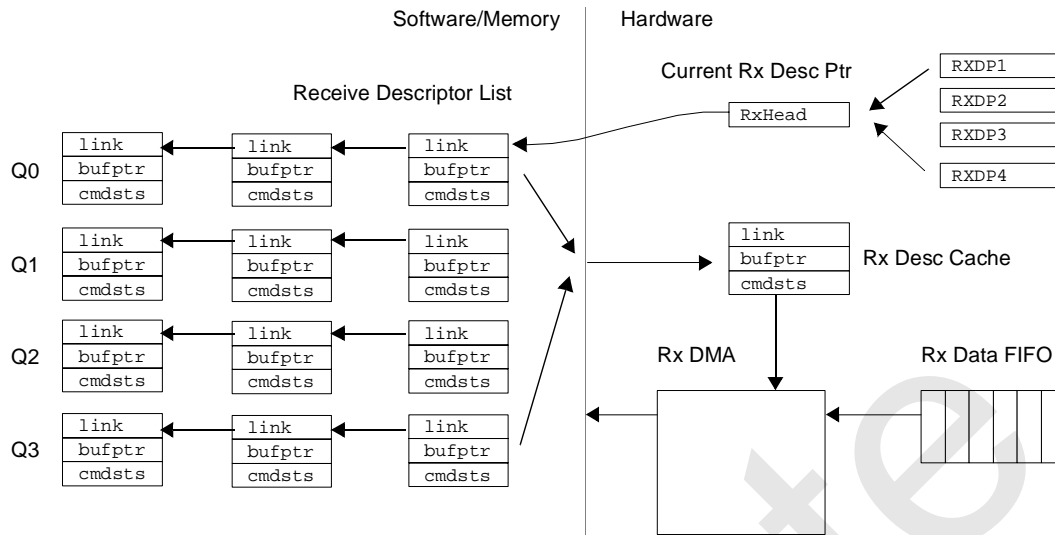 Software/Memory
Hardware
Current Rx Desc Ptr
RXDP1
RXDP2
RXDP3
RXDP4
RxHead
Receive Descriptor List
Q0
link
bufptr
cmdsts
link
bufptr
cmdsts
link
bufptr
cmdsts
Q1
link
bufptr
cmdsts
link
bufptr
cmdsts
link
bufptr
cmdsts
Q2
link
bufptr
cmdsts
link
bufptr
cmdsts
link
bufptr
cmdsts
Q3
link
bufptr
cmdsts
link
bufptr
cmdsts
link
bufptr
cmdsts
link
bufptr
cmdsts
Rx Desc Cache
Rx DMA
Rx Data FIFO
te